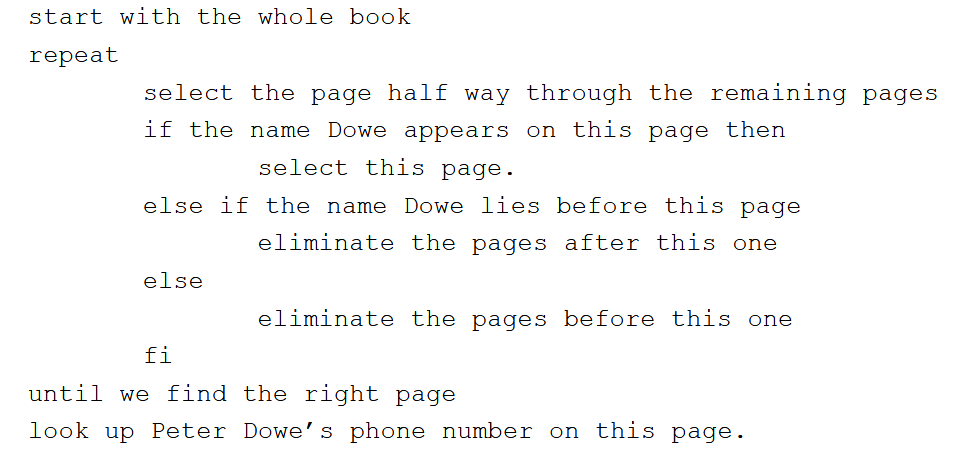 start with the whole book
repeat
select the page half way through the remaining pages
if the name Dowe appears on this page then
select this page.
else if the name Dowe lies before this page
eliminate the pages after this one
else
eliminate the pages before this one
fi
until we find the right page
look up Peter Dowe’s phone number on this page.